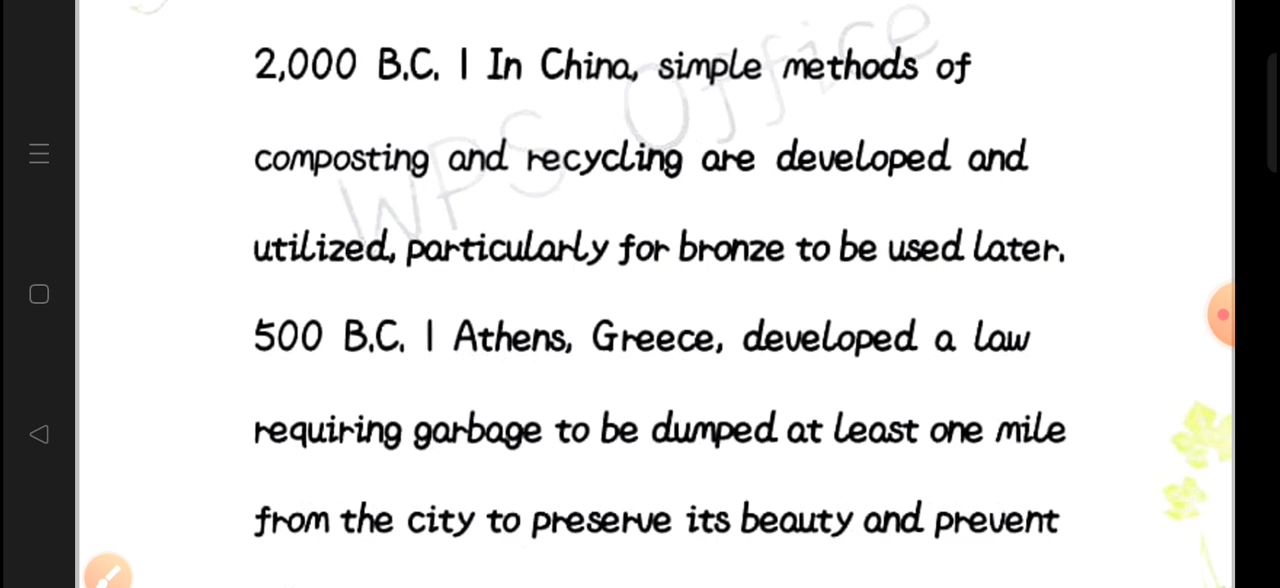 2,000 B.C. | In China, simple methods of
composting and recycling are developed and
utilized, particularly for bronze to be used later.
500 B.C. | Athens, Greece, developed a law
requiring garbage to be dumped at least one mile
from the city to preserve its beauty and prevent
WPS Office